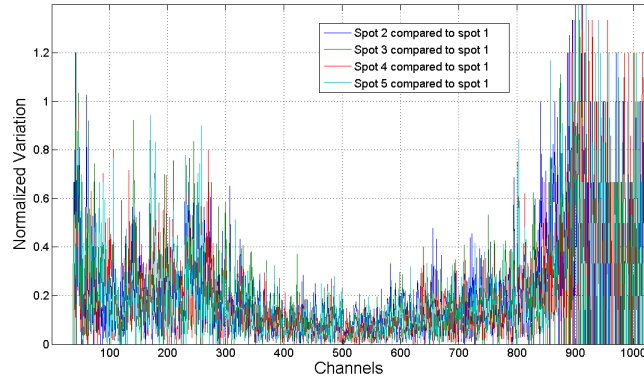 Spot 2 compared to spot 1
Spot 3 compared to spot 1
Spot 4 compared to spot 1
Spot 5 compared to spot 1
Normalized Variation
1.2
1
0.8
0.6
0.4
0.2
0
100 200 300 400 500 600 700 800 900 1000
Channels